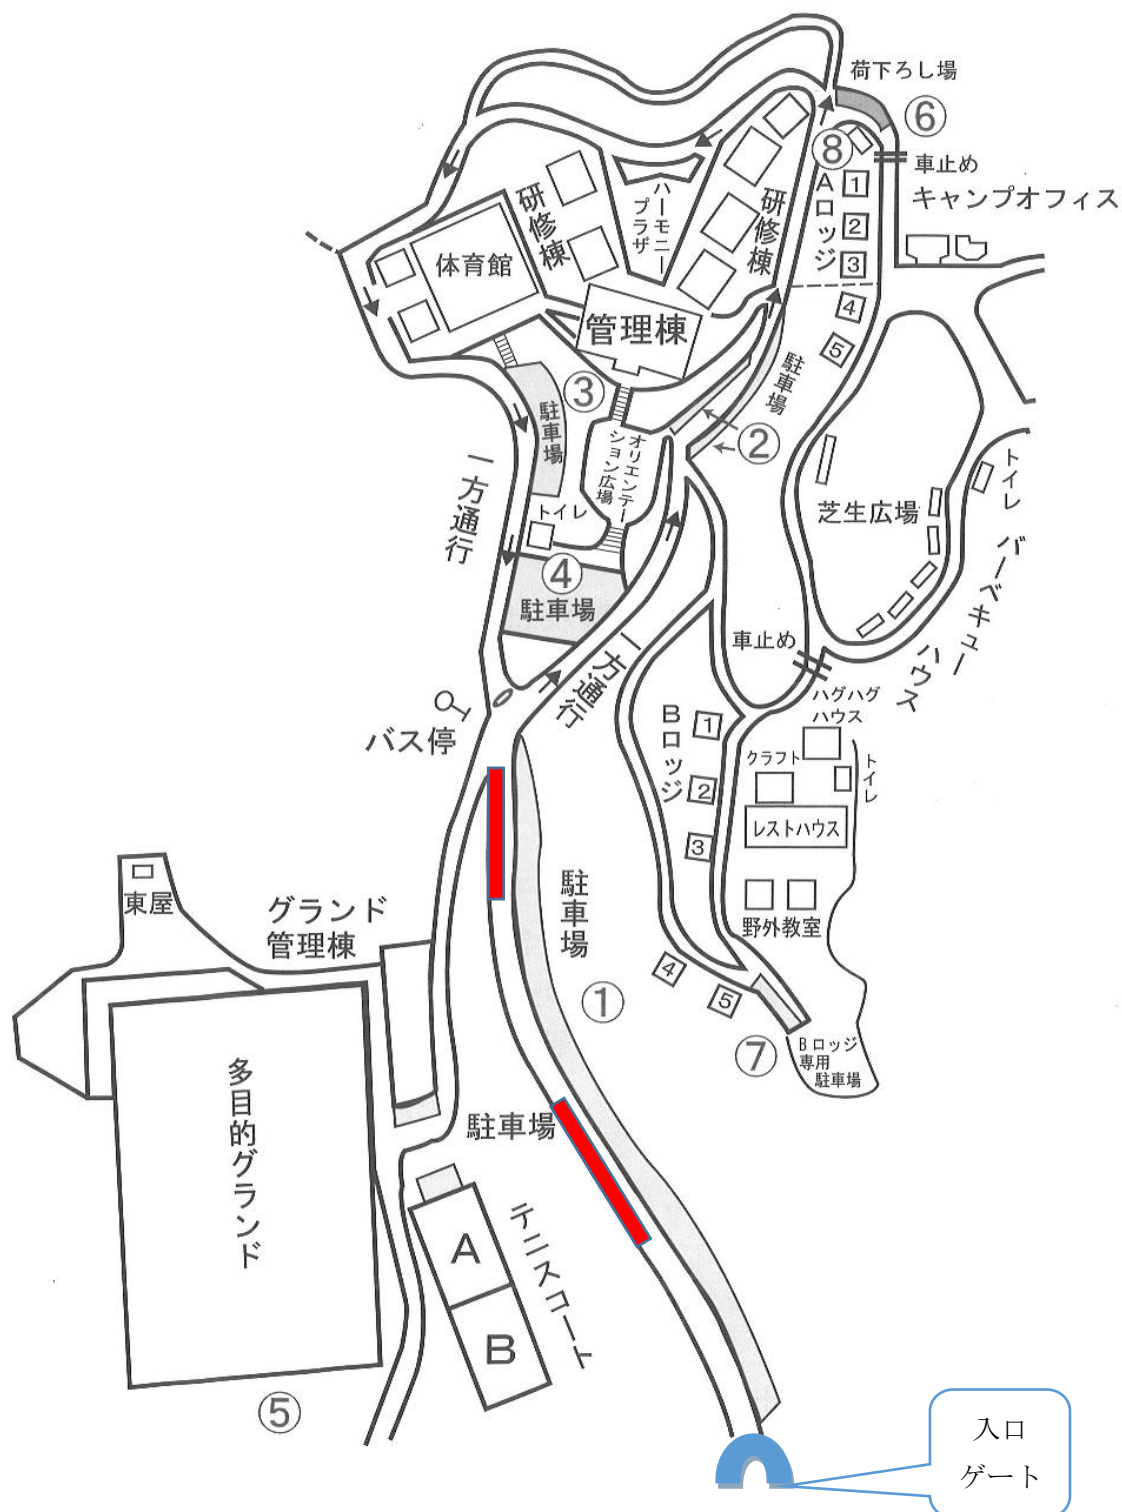 荷下ろし場
⑥
⑧
車止め
キャンプオフィス
Aロッジ
1
2
3
4
5
研修棟
ハーモニー
プラザ
研修棟
体育館
管理棟
駐車場
③
駐車場
②
オリエンテー
ション広場
一方通行
トイレ
④
駐車場
芝生広場
トイレ
バーベキュー
ハウス
一方通行
車止め
バス停
ハグハグ
ハウス
Bロッジ
1
2
3
4
5
クラフト
トイレ
レストハウス
野外教室
東屋
グランド
管理棟
駐車場
①
⑦
Bロッジ
専用
駐車場
多目的グランド
駐車場
テニスコート
A
B
⑤
入口
ゲート